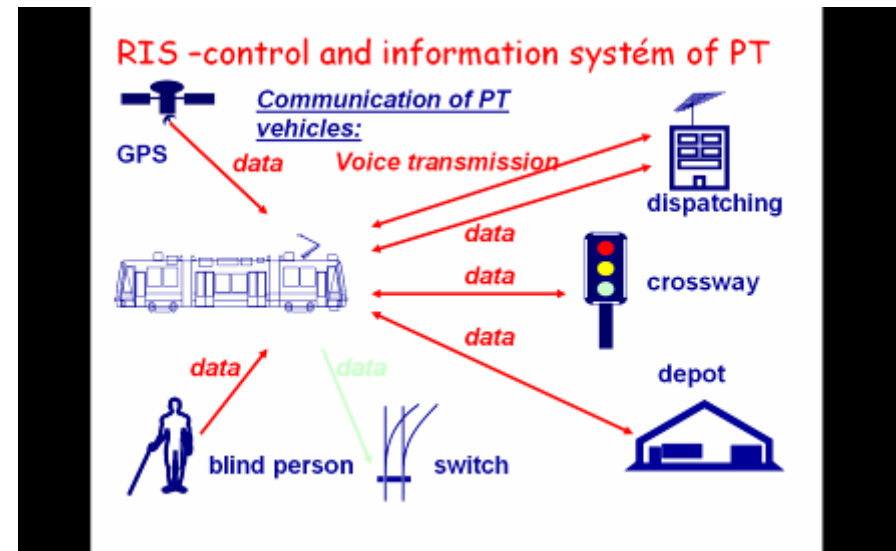 RIS –control and information systém of PT
Communication of PT
vehicles:
GPS
data
Voice transmission
dispatching
data
data
crossway
data
data
data
depot
blind person
switch